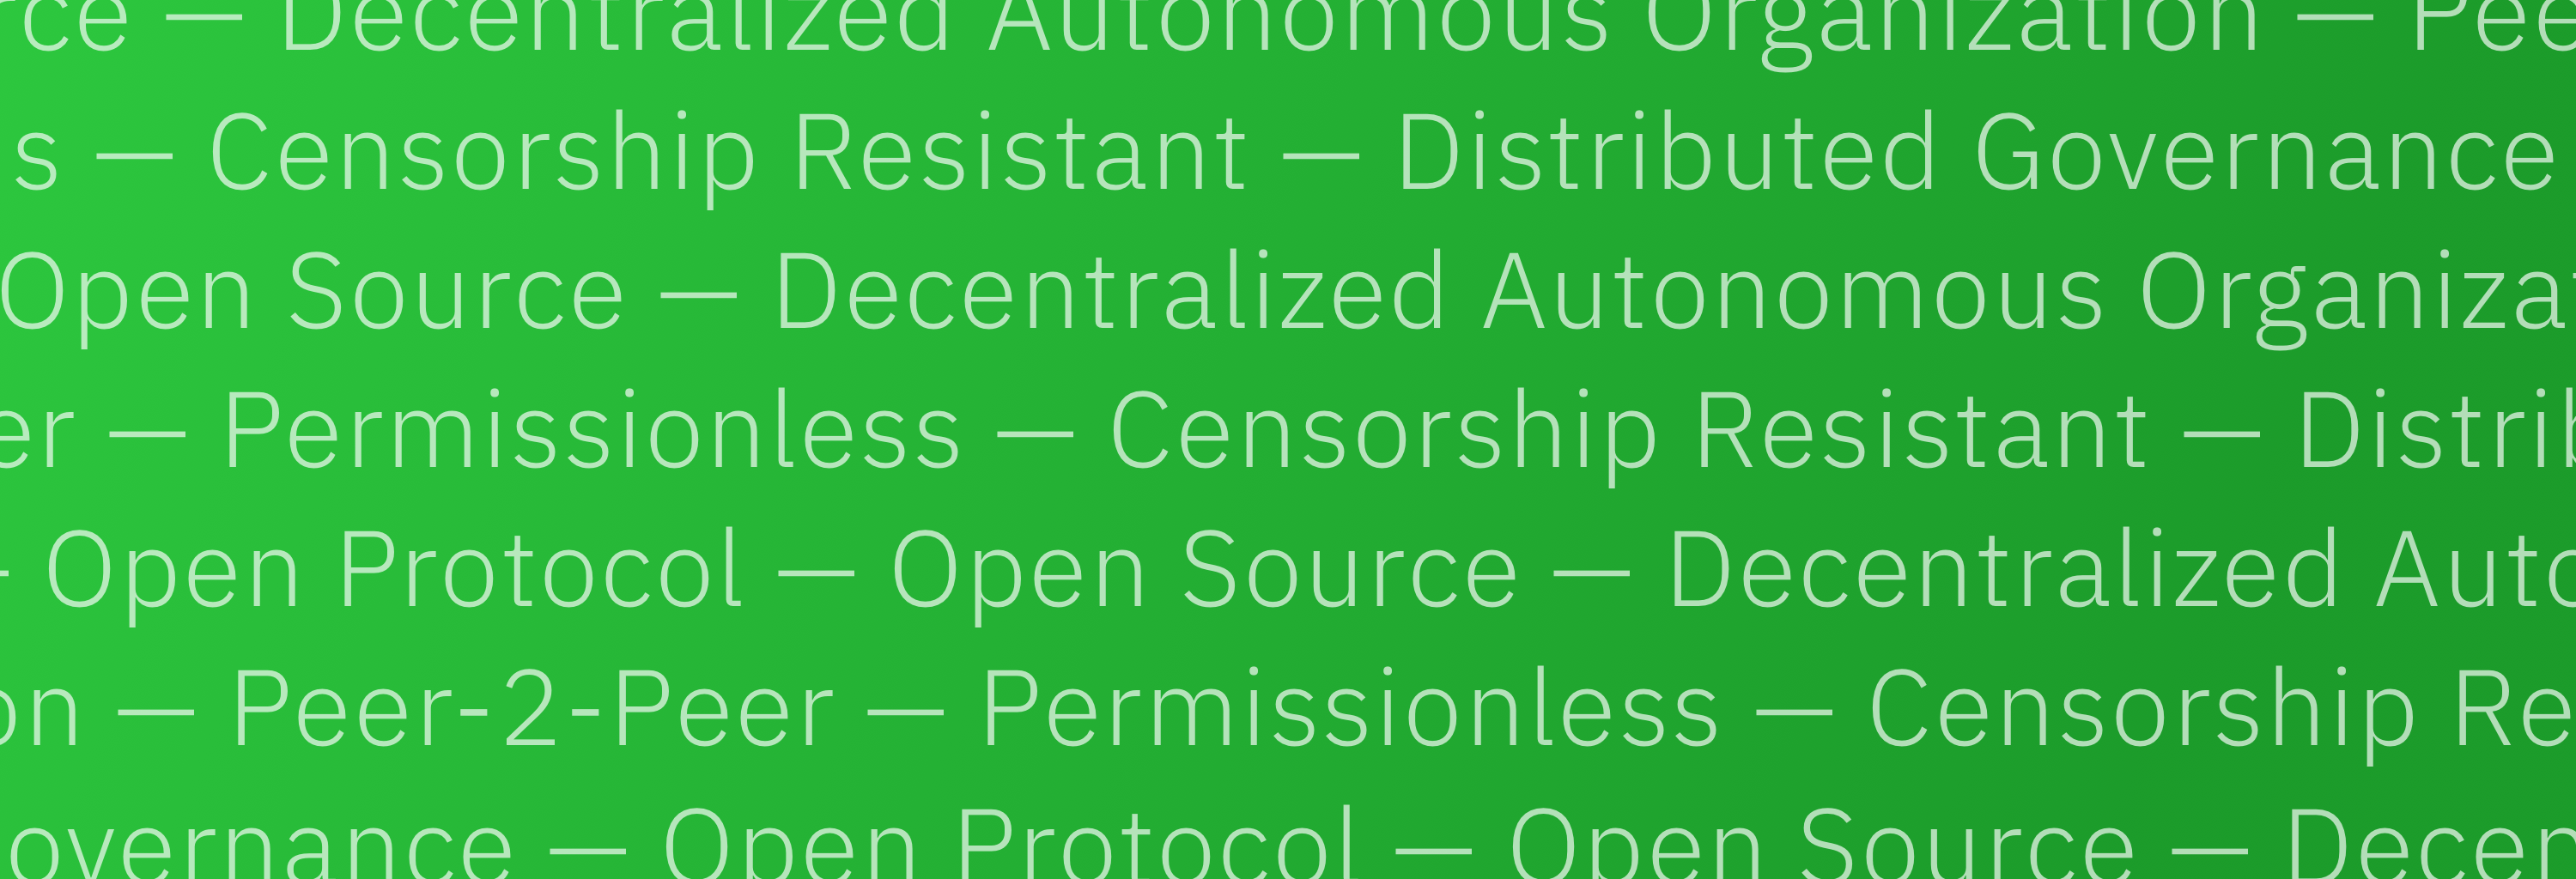 ce — Decentralized Autonomous Organization — Pee
s — Censorship Resistant — Distributed Governance
Open Source — Decentralized Autonomous Organiza
er — Permissionless — Censorship Resistant — Distrib
- Open Protocol — Open Source — Decentralized Auto
on — Peer-2-Peer — Permissionless — Censorship Re
overnance — Open Protocol — Open Source — Decen